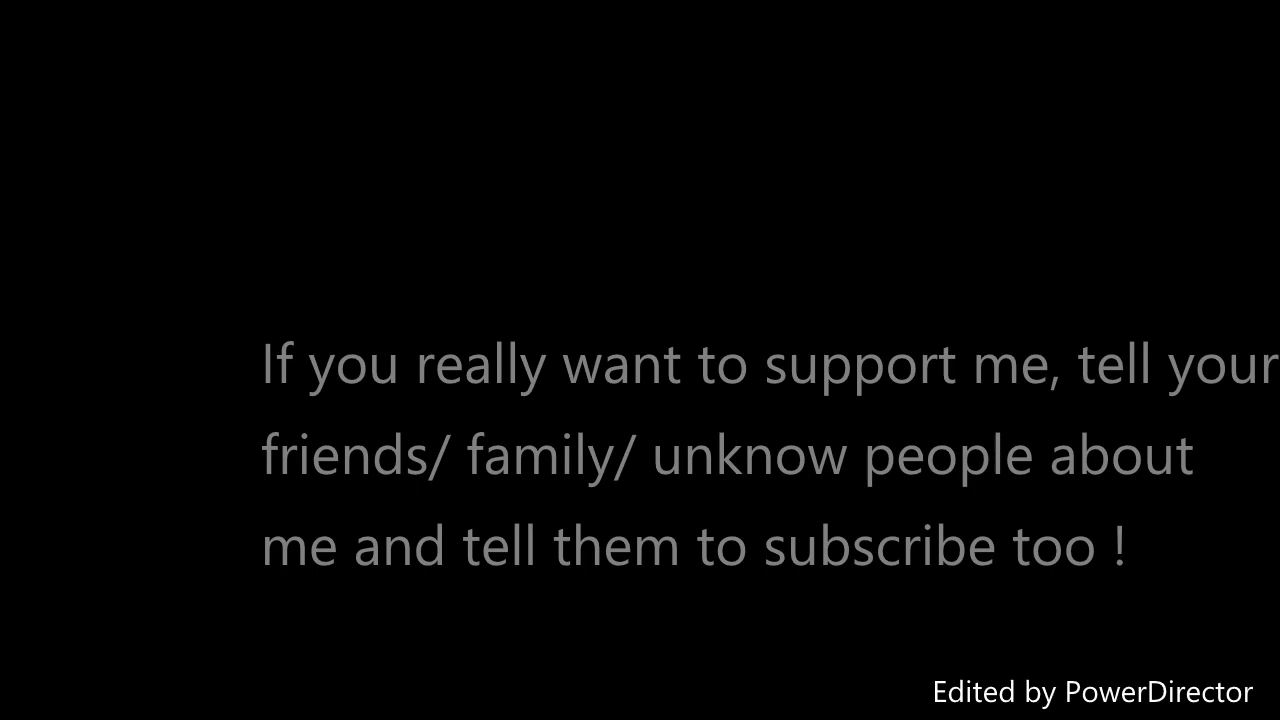 If you really want to support me, tell your
friends/ family/ unknow people about
me and tell them to subscribe too !
Edited by PowerDirector